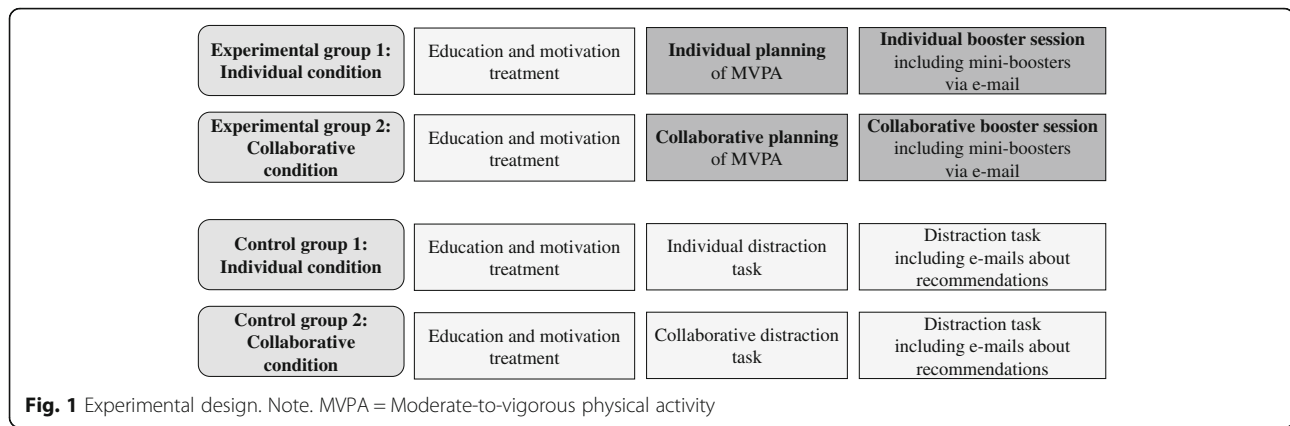 Experimental group 1:
Individual condition
Education and motivation
treatment
Individual planning
of MVPA
Individual booster session
including mini-boosters
via e-mail
Experimental group 2:
Collaborative
condition
Education and motivation
treatment
Collaborative planning
of MVPA
Collaborative booster session
including mini-boosters
via e-mail
Control group 1:
Individual condition
Education and motivation
treatment
Individual distraction
task
Distraction task
including e-mails about
recommendations
Control group 2:
Collaborative
condition
Education and motivation
treatment
Collaborative distraction
task
Distraction task
including e-mails about
recommendations
Fig. 1 Experimental design. Note. MVPA = Moderate-to-vigorous physical activity